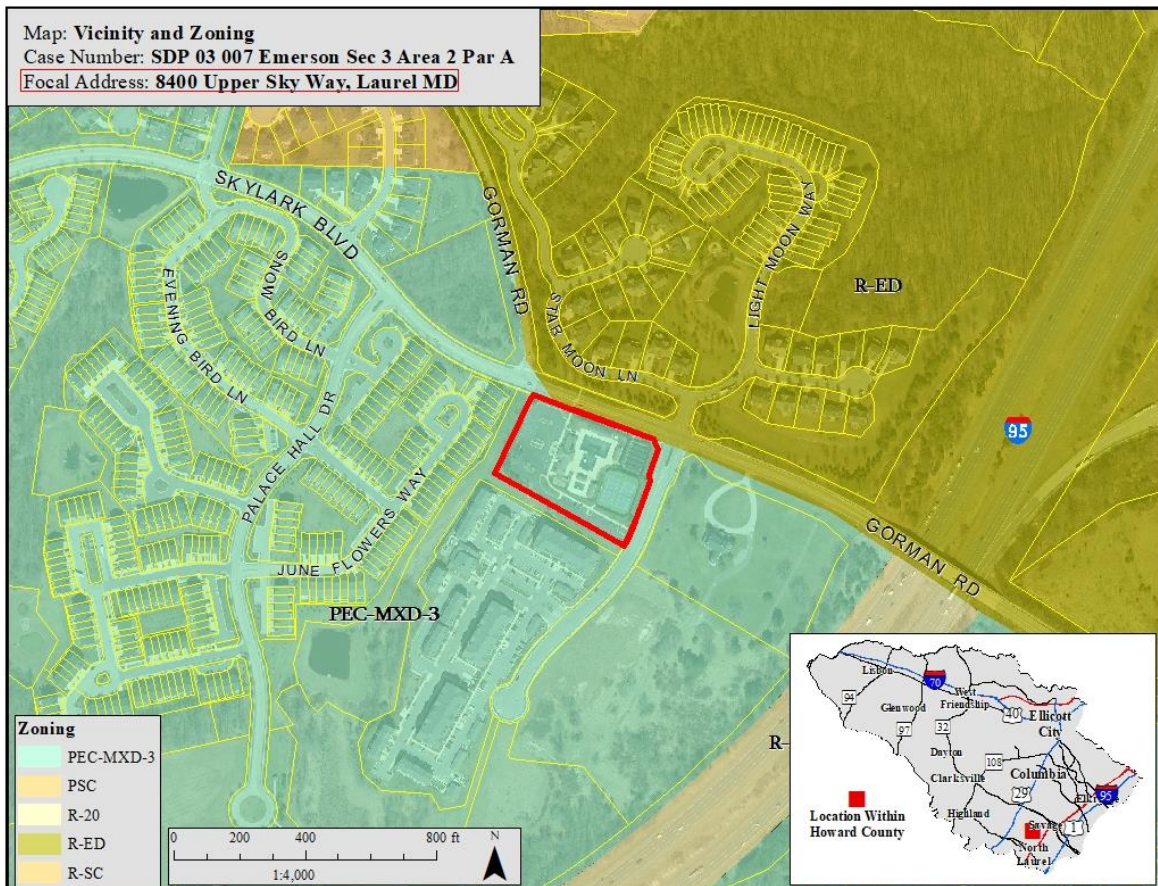 Map: Vicinity and Zoning
Case Number: SDP 03 007 Emerson Sec 3 Area 2 Par A
Focal Address: 8400 Upper Sky Way, Laurel MD
SKYLARK BLVD
GORMAN RD
LIGHT MOON WAY
R-ED
EVENING BIRD LN
SNOW BIRD LN
STAR MOON LN
95
PALACE HALL DR
JUNE FLOWERS WAY
GORMAN RD
PEC-MXD-3
R-
Zoning
PEC-MXD-3
PSC
R-20
R-ED
R-SC
0 200 400 800 ft
1:4,000
N
Location Within
Howard County
Lisbon
70
94
Glenwood
West
Friendship
40
Ellicott
City
97
32
Dayton
108
Columbia
Clarksville
29
95
Elk
Highland
Savage
1
North
Laurel